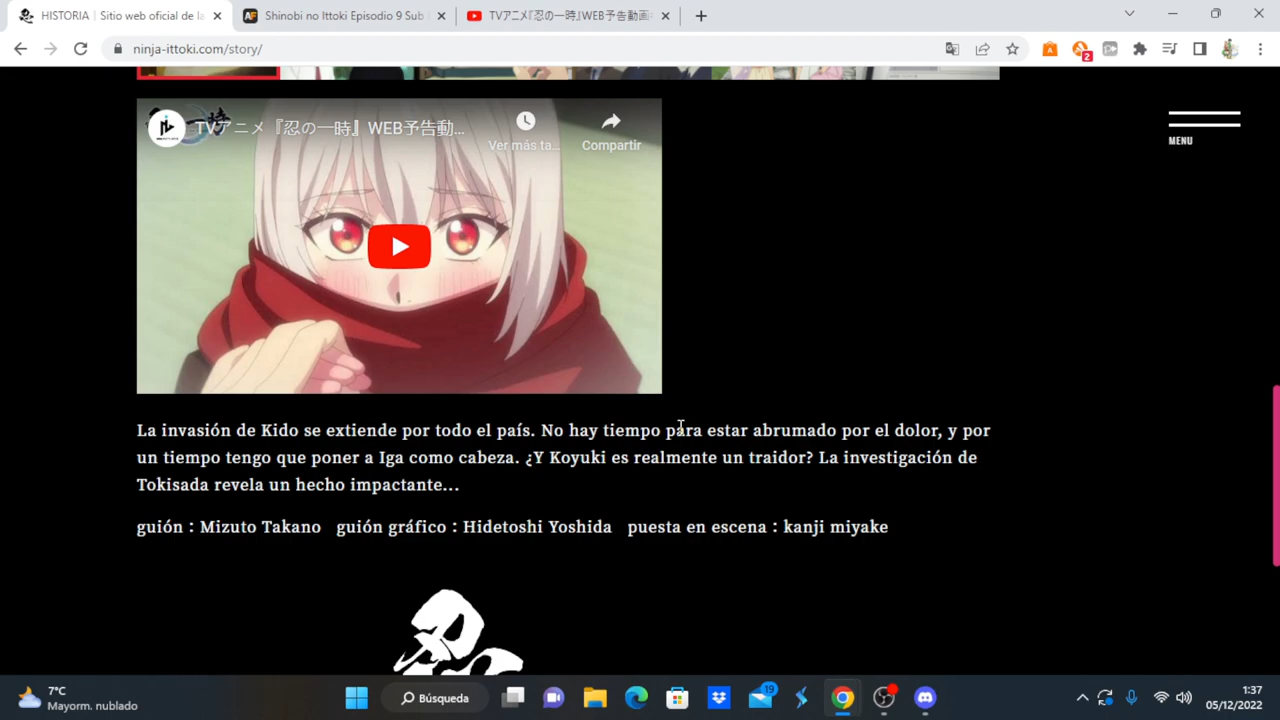 HISTORIA | Sitio web oficial de la
Shinobi no Ittoki Episodio 9 Sub
TVアニメ『忍の一時』WEB予告動画
ninja-ittoki.com/story/
2
TVアニメ『忍の一時』WEB予告動...
Ver más ta...
Compartir
MENU
La invasión de Kido se extiende por todo el país. No hay tiempo para estar abrumado por el dolor, y por
un tiempo tengo que poner a Iga como cabeza. ¿Y Koyuki es realmente un traidor? La investigación de
Tokisada revela un hecho impactante...
guión：Mizuto Takano guión gráfico：Hidetoshi Yoshida puesta en escena：kanji miyake
忍
7°C
Mayorm. nublado
Búsqueda
19
1:37
05/12/2022